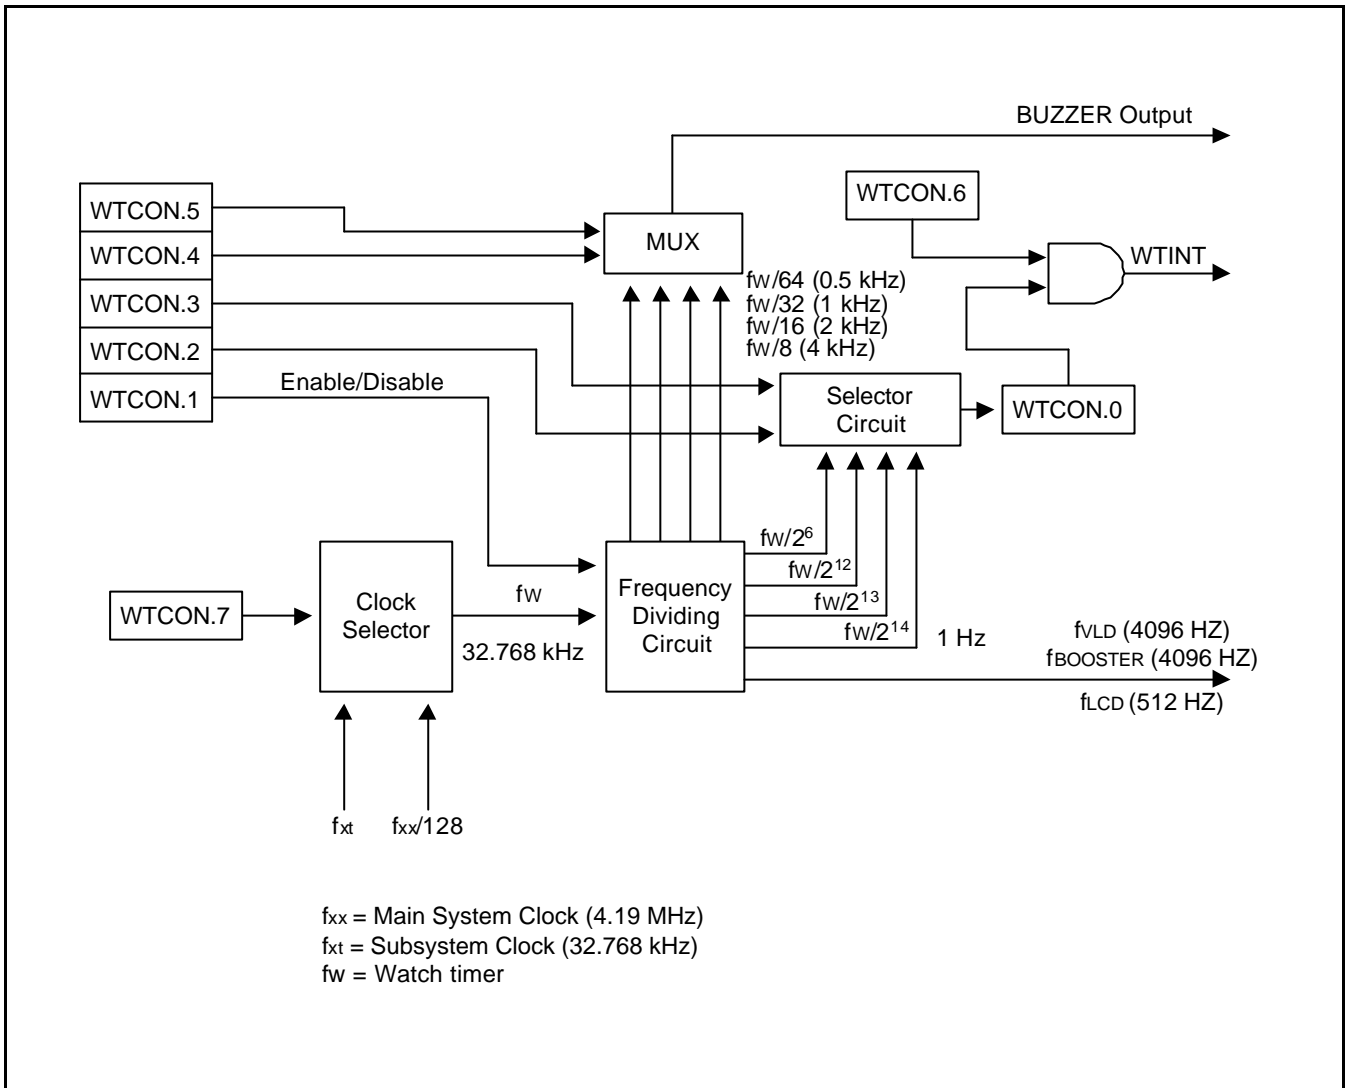 BUZZER Output
WTCON.5
WTCON.4
WTCON.3
WTCON.2
WTCON.1
MUX
WTCON.6
WTINT
fw/64 (0.5 kHz)
fw/32 (1 kHz)
fw/16 (2 kHz)
fw/8 (4 kHz)
Enable/Disable
Selector
Circuit
WTCON.0
WTCON.7
Clock
Selector
fw
32.768 kHz
Frequency
Dividing
Circuit
fw/2⁶
fw/2¹²
fw/2¹³
fw/2¹⁴
1 Hz
fVLD (4096 HZ)
fBOOSTER (4096 HZ)
fLCD (512 HZ)
fxt
fxx/128
fxx = Main System Clock (4.19 MHz)
fxt = Subsystem Clock (32.768 kHz)
fw = Watch timer